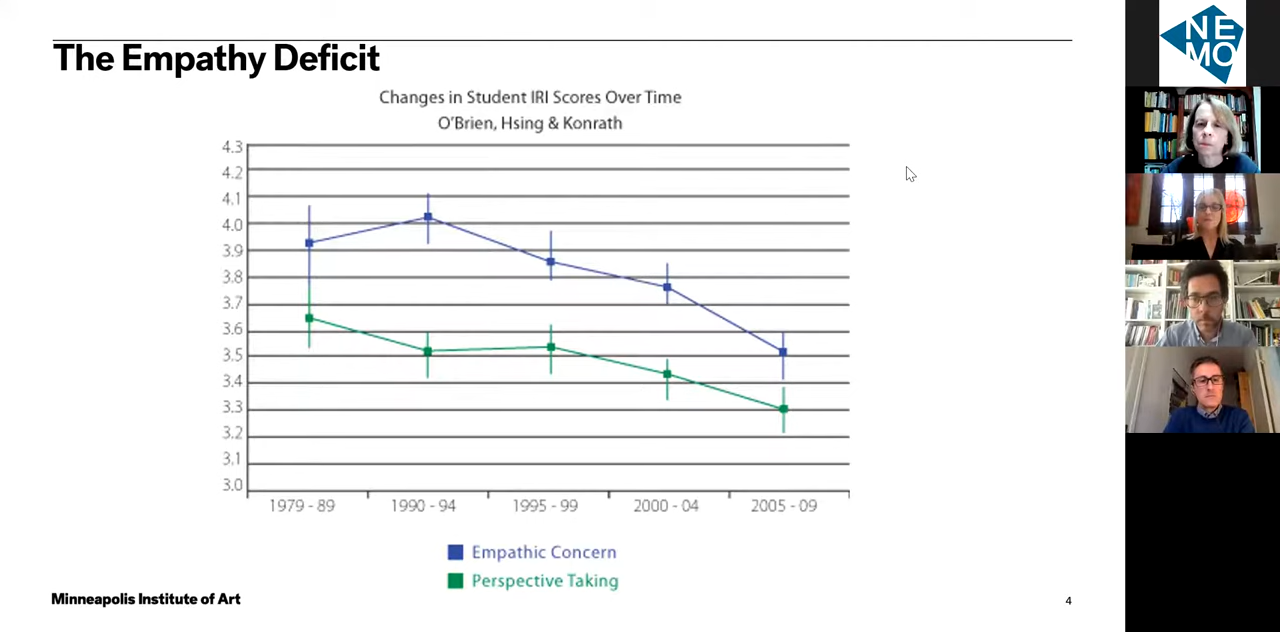 The Empathy Deficit
Changes in Student IRI Scores Over Time
O'Brien, Hsing & Konrath
4.3
4.2
4.1
4.0
3.9
3.8
3.7
3.6
3.5
3.4
3.3
3.2
3.1
3.0
1979 - 89
1990 - 94
1995 - 99
2000 - 04
2005 - 09
Empathic Concern
Perspective Taking
Minneapolis Institute of Art
4
NE
MO